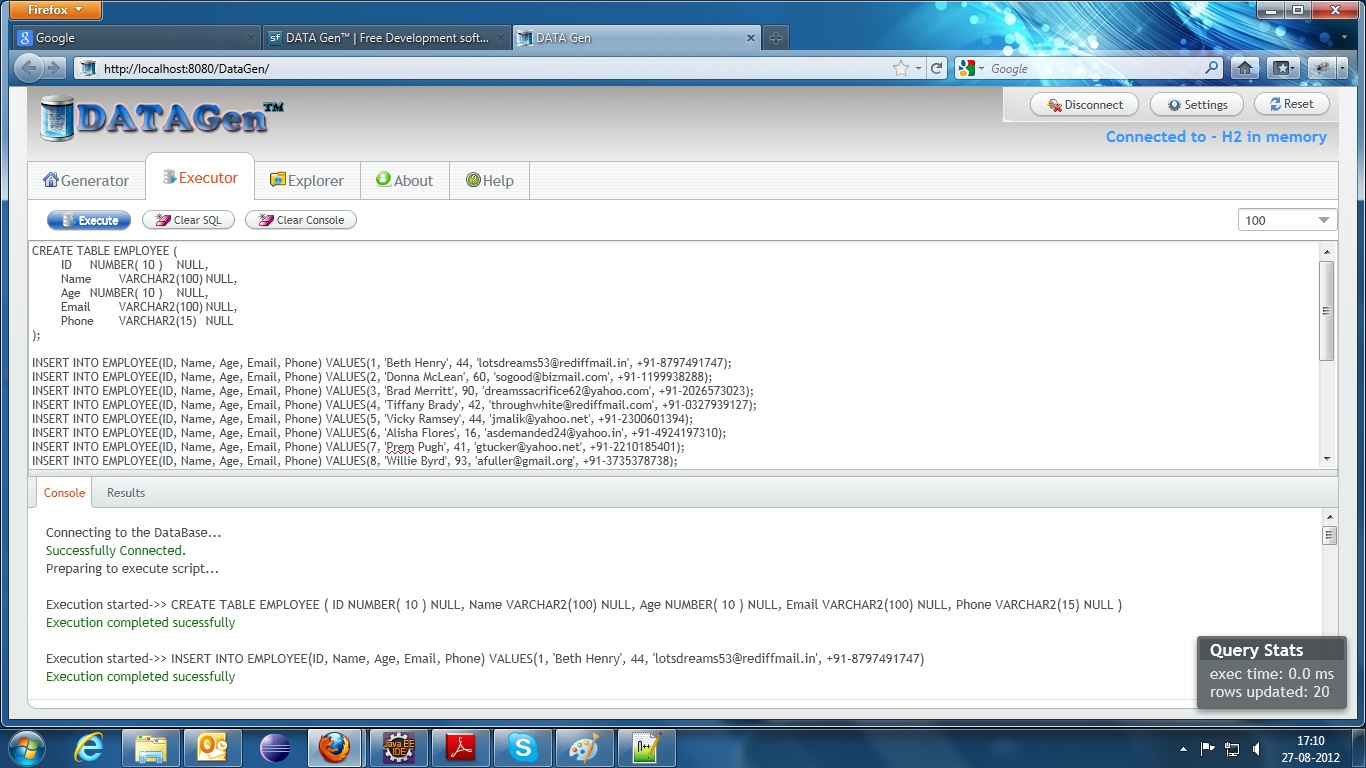 Firefox
Google
DATA Gen™ | Free Development soft...
DATA Gen
http://localhost:8080/DataGen/
Google
DATAGen™
Disconnect
Settings
Reset
Connected to - H2 in memory
Generator
Executor
Explorer
About
Help
Execute
Clear SQL
Clear Console
100
CREATE TABLE EMPLOYEE (
ID NUMBER( 10 ) NULL,
Name VARCHAR2(100) NULL,
Age NUMBER( 10 ) NULL,
Email VARCHAR2(100) NULL,
Phone VARCHAR2(15) NULL
);
INSERT INTO EMPLOYEE(ID, Name, Age, Email, Phone) VALUES(1, 'Beth Henry', 44, 'lotsdreams53@rediffmail.in', +91-8797491747);
INSERT INTO EMPLOYEE(ID, Name, Age, Email, Phone) VALUES(2, 'Donna McLean', 60, 'sogood@bizmail.com', +91-1199938288);
INSERT INTO EMPLOYEE(ID, Name, Age, Email, Phone) VALUES(3, 'Brad Merritt', 90, 'dreamssacrifice62@yahoo.com', +91-2026573023);
INSERT INTO EMPLOYEE(ID, Name, Age, Email, Phone) VALUES(4, 'Tiffany Brady', 42, 'throughwhite@rediffmail.com', +91-0327939127);
INSERT INTO EMPLOYEE(ID, Name, Age, Email, Phone) VALUES(5, 'Vicky Ramsey', 44, 'jmalik@yahoo.net', +91-2300601394);
INSERT INTO EMPLOYEE(ID, Name, Age, Email, Phone) VALUES(6, 'Alisha Flores', 16, 'asdemanded24@yahoo.in', +91-4924197310);
INSERT INTO EMPLOYEE(ID, Name, Age, Email, Phone) VALUES(7, 'Prem Pugh', 41, 'gtucker@yahoo.net', +91-2210185401);
INSERT INTO EMPLOYEE(ID, Name, Age, Email, Phone) VALUES(8, 'Willie Byrd', 93, 'afuller@gmail.org', +91-3735378738);
Console
Results
Connecting to the DataBase...
Successfully Connected.
Preparing to execute script...
Execution started->> CREATE TABLE EMPLOYEE ( ID NUMBER( 10 ) NULL, Name VARCHAR2(100) NULL, Age NUMBER( 10 ) NULL, Email VARCHAR2(100) NULL, Phone VARCHAR2(15) NULL )
Execution completed sucessfully
Execution started->> INSERT INTO EMPLOYEE(ID, Name, Age, Email, Phone) VALUES(1, 'Beth Henry', 44, 'lotsdreams53@rediffmail.in', +91-8797491747)
Execution completed sucessfully
Query Stats
exec time: 0.0 ms
rows updated: 20
Java EE
IDE
17:10
27-08-2012